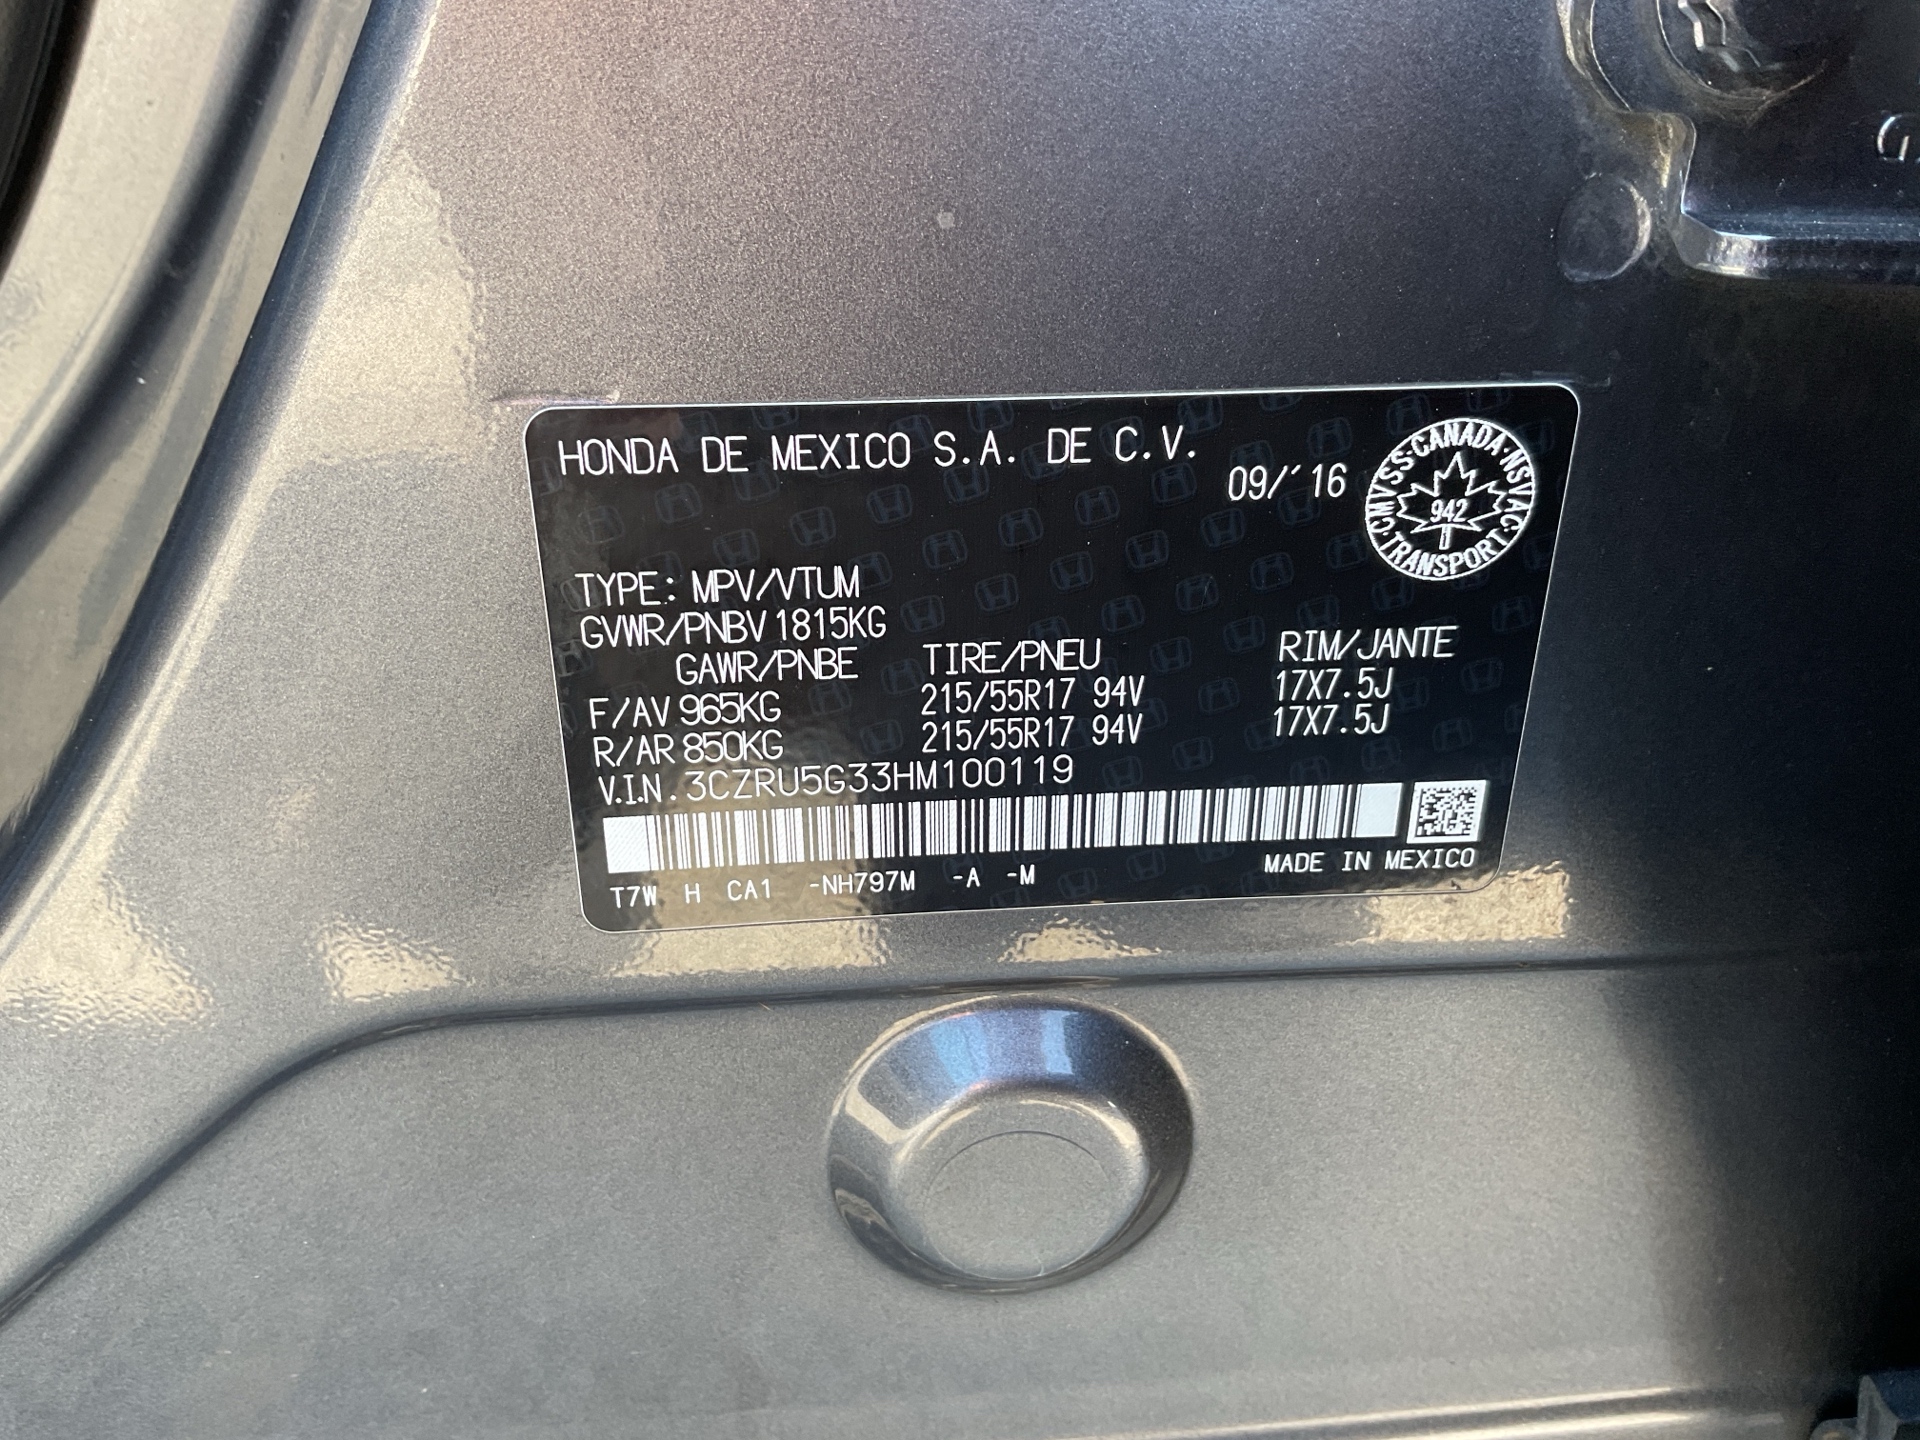 HONDA DE MEXICO S.A. DE C.V.
09/'16
CMVSS·CANADA·NSVAC·TRANSPORT
942
TYPE: MPV/VTUM
GVWR/PNBV 1815KG
GAWR/PNBE TIRE/PNEU RIM/JANTE
F/AV 965KG 215/55R17 94V 17X7.5J
R/AR 850KG 215/55R17 94V 17X7.5J
V.I.N. 3CZRU5G33HM100119
MADE IN MEXICO
T7W H CA1 -NH797M -A -M